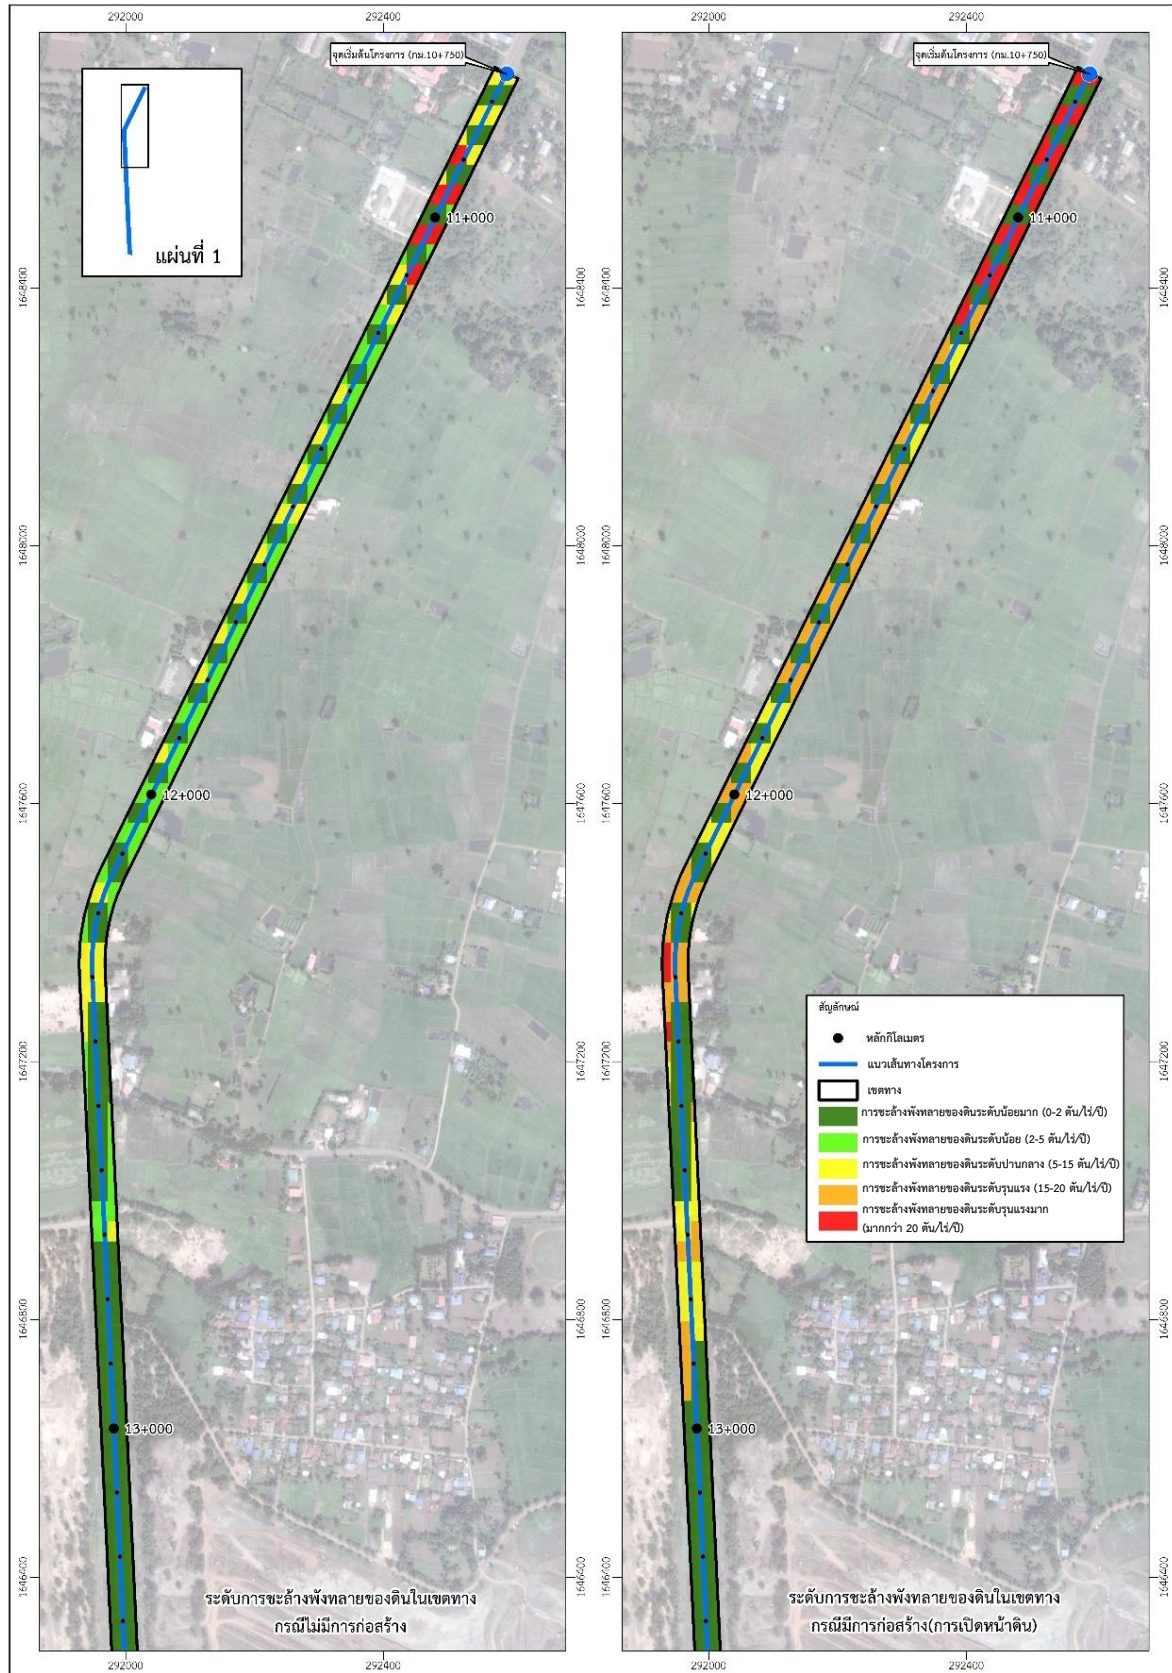 292000
292400
292000
292400
จุดเริ่มต้นโครงการ (กม.10+750)
จุดเริ่มต้นโครงการ (กม.10+750)
แผ่นที่ 1
11+000
11+000
1648400
1648400
1648400
1648400
1648000
1648000
1648000
1648000
12+000
12+000
1647600
1647600
1647600
1647600
1647200
1647200
1647200
1647200
สัญลักษณ์
หลักกิโลเมตร
แนวเส้นทางโครงการ
เขตทาง
การชะล้างพังทลายของดินระดับน้อยมาก (0-2 ตัน/ไร่/ปี)
การชะล้างพังทลายของดินระดับน้อย (2-5 ตัน/ไร่/ปี)
การชะล้างพังทลายของดินระดับปานกลาง (5-15 ตัน/ไร่/ปี)
การชะล้างพังทลายของดินระดับรุนแรง (15-20 ตัน/ไร่/ปี)
การชะล้างพังทลายของดินระดับรุนแรงมาก
(มากกว่า 20 ตัน/ไร่/ปี)
1646800
1646800
1646800
1646800
13+000
13+000
1646400
1646400
1646400
1646400
ระดับการชะล้างพังทลายของดินในเขตทาง
กรณีไม่มีการก่อสร้าง
ระดับการชะล้างพังทลายของดินในเขตทาง
กรณีมีการก่อสร้าง(การเปิดหน้าดิน)
292000
292400
292000
292400